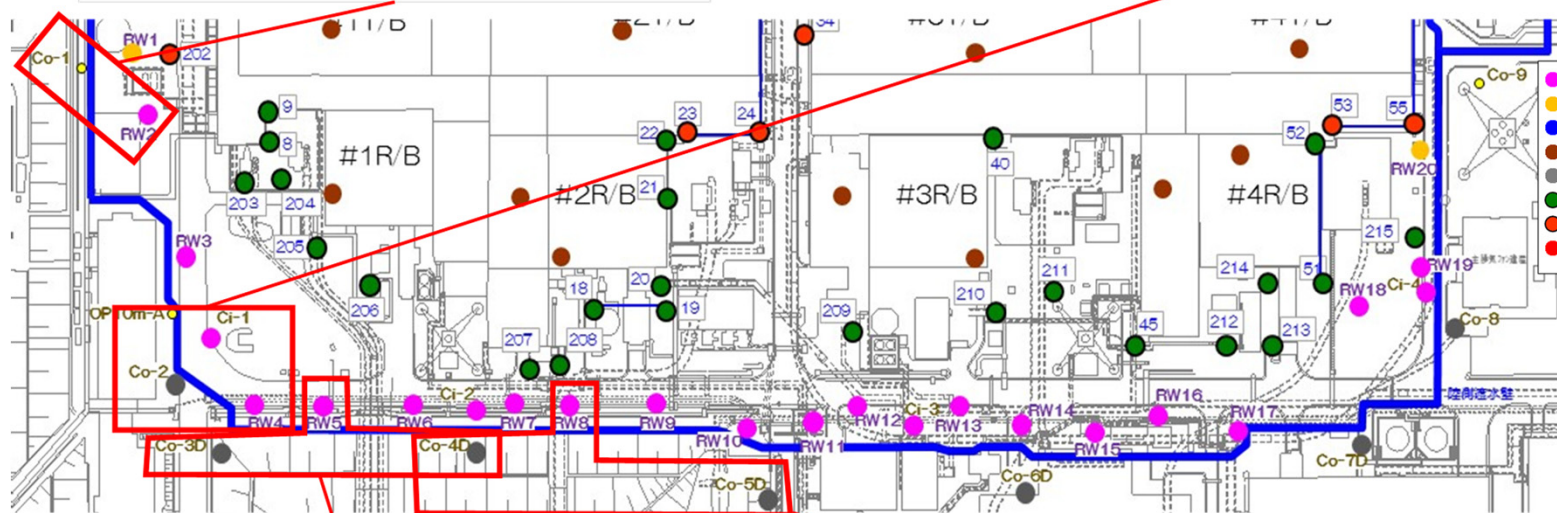 34
RW1
202
Co-1
RW2
Co-9
9
8
#1R/B
22
23
24
53
55
52
40
RW20
203
204
21
#2R/B
#3R/B
#4R/B
RW3
205
206
215
20
18
19
211
214
51
RW19
Ci-4
RW18
210
209
OP10m-A
Ci-1
45
212
213
Co-8
207
208
Co-2
Ci-2
Ci-3
RW4
RW5
RW6
RW7
RW8
RW9
RW10
RW11
RW12
RW13
RW14
RW15
RW16
RW17
陸側遮水壁
Co-3D
Co-4D
Co-5D
Co-6D
Co-7D